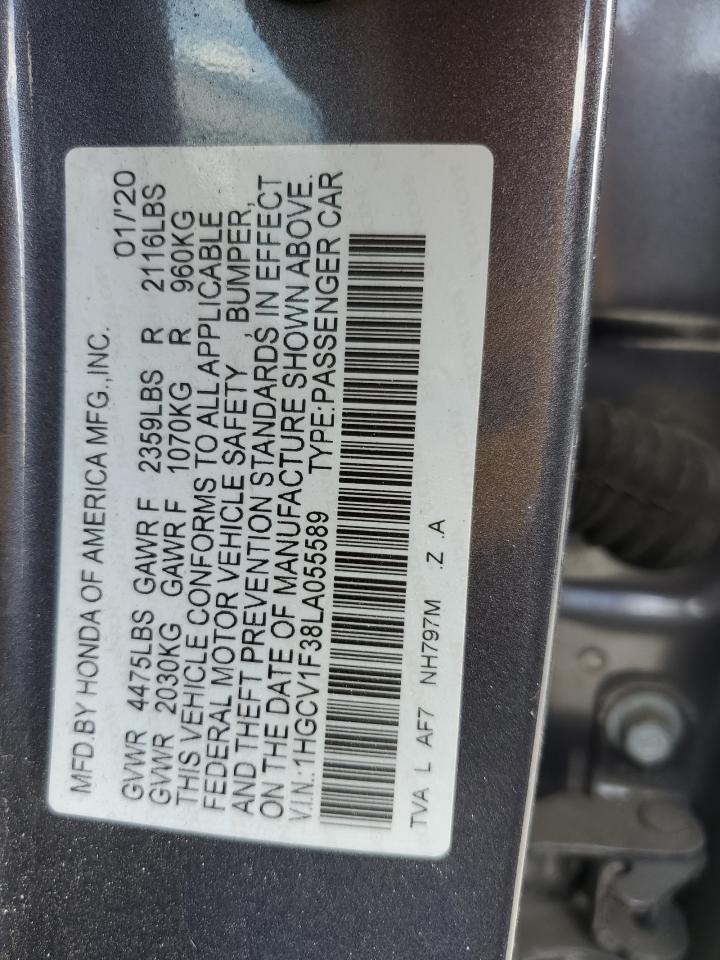 MFD.BY HONDA OF AMERICA MFG.,INC. 01/'20
GVWR 4475LBS GAWR F 2359LBS R 2116LBS
GVWR 2030KG GAWR F 1070KG R 960KG
THIS VEHICLE CONFORMS TO ALL APPLICABLE
FEDERAL MOTOR VEHICLE SAFETY BUMPER,
AND THEFT PREVENTION STANDARDS, IN EFFECT
ON THE DATE OF MANUFACTURE SHOWN ABOVE.
V.I.N.:1HGCV1F38LA055589 TYPE:PASSENGER CAR
TVA L AF7 NH797M .Z .A